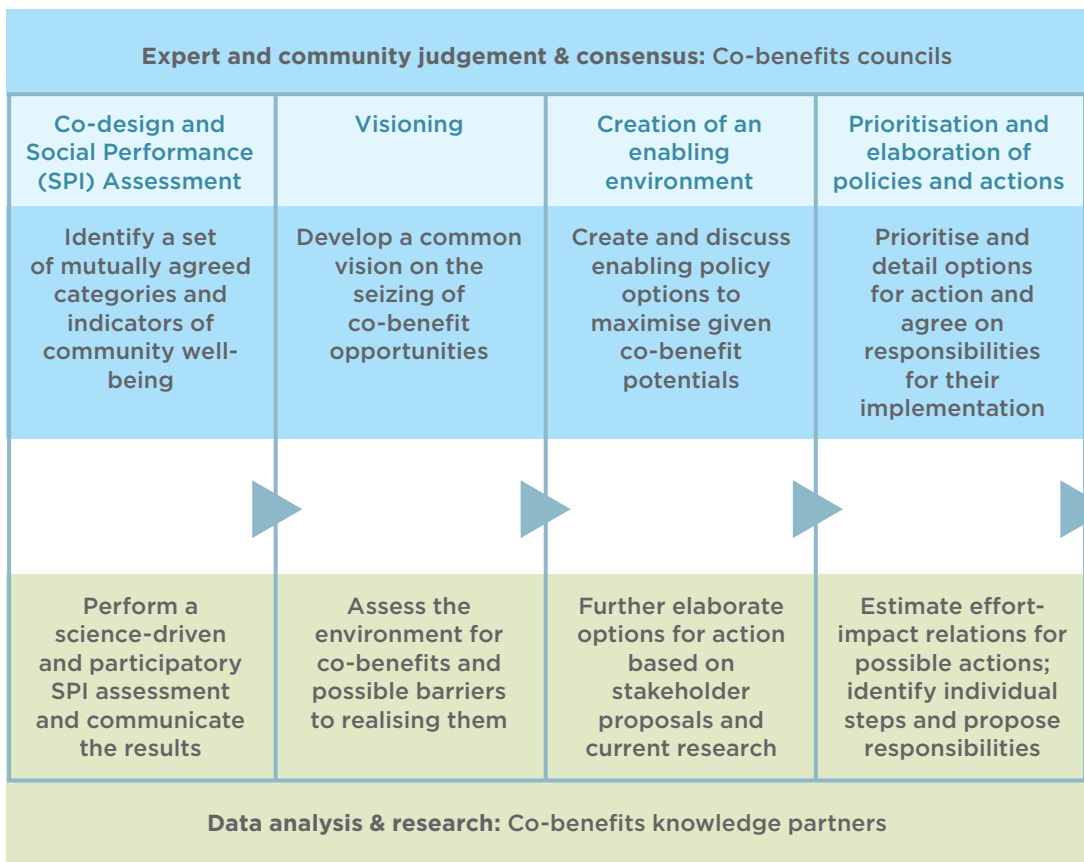 Expert and community judgement & consensus: Co-benefits councils
Co-design and
Social Performance
(SPI) Assessment
Visioning
Creation of an
enabling
environment
Prioritisation and
elaboration of
policies and actions
Identify a set
of mutually agreed
categories and
indicators of
community well-
being
Develop a common
vision on the
seizing of
co-benefit
opportunities
Create and discuss
enabling policy
options to
maximise given
co-benefit
potentials
Prioritise and
detail options
for action and
agree on
responsibilities
for their
implementation
Perform a
science-driven
and participatory
SPI assessment
and communicate
the results
Assess the
environment for
co-benefits and
possible barriers
to realising them
Further elaborate
options for action
based on
stakeholder
proposals and
current research
Estimate effort-
impact relations for
possible actions;
identify individual
steps and propose
responsibilities
Data analysis & research: Co-benefits knowledge partners